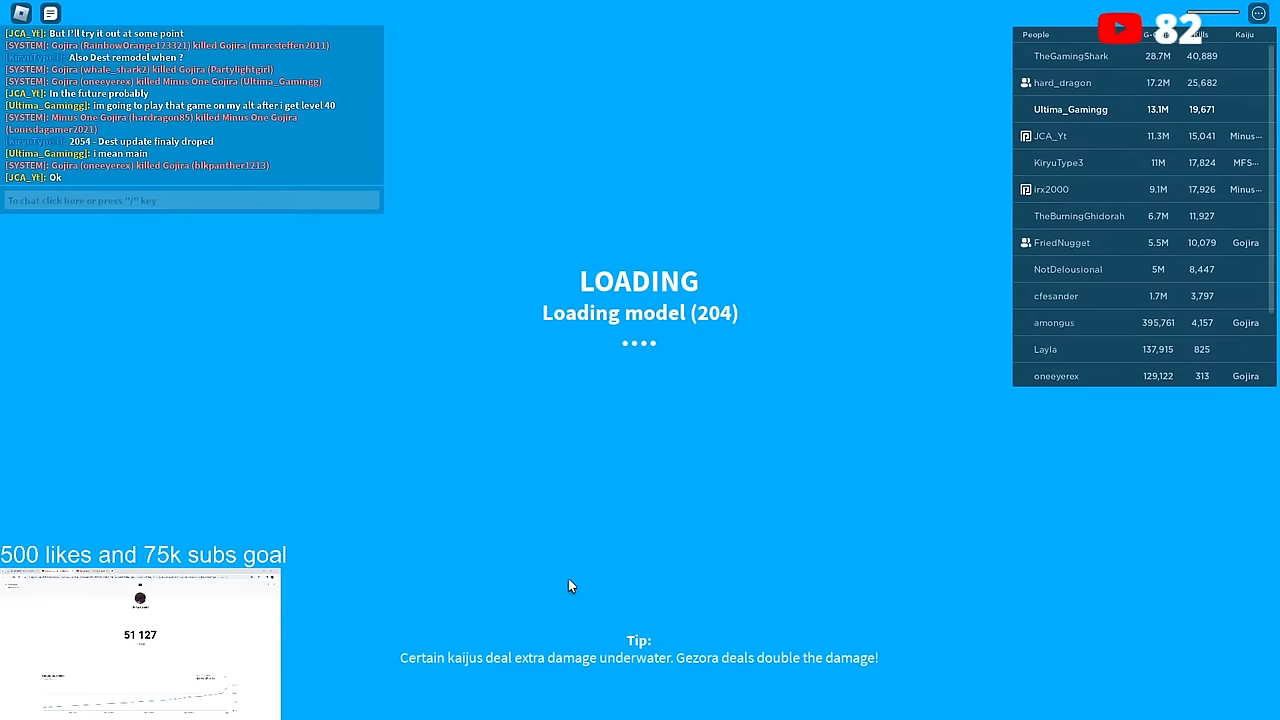 [JCA_Yt]: But I'll try it out at some point
[SYSTEM]: Gojira (RainbowOrange123321) killed Gojira (marcsteffen2011)
[KiryuType3]: Also Dest remodel when ?
[SYSTEM]: Gojira (whale_shark2) killed Gojira (Partylightgirl)
[SYSTEM]: Gojira (oneeyerex) killed Minus One Gojira (Ultima_Gamingg)
[JCA_Yt]: In the future probably
[Ultima_Gamingg]: im going to play that game on my alt after i get level 40
[SYSTEM]: Minus One Gojira (hardragon85) killed Minus One Gojira
(Louisdagamer2021)
[KiryuType3]: 2054 - Dest update finaly droped
[Ultima_Gamingg]: i mean main
[SYSTEM]: Gojira (oneeyerex) killed Gojira (blkpanther1213)
[JCA_Yt]: Ok
To chat click here or press "/" key
82
People Kaiju
TheGamingShark 28.7M 40,889
hard_dragon 17.2M 25,682
Ultima_Gamingg 13.1M 19,671
JCA_Yt 11.3M 15,041 Minus...
KiryuType3 11M 17,824 MFS...
irx2000 9.1M 17,926 Minus...
TheBurningGhidorah 6.7M 11,927
FriedNugget 5.5M 10,079 Gojira
NotDelousional 5M 8,447
cfesander 1.7M 3,797
amongus 395,761 4,157 Gojira
Layla 137,915 825
oneeyerex 129,122 313 Gojira
LOADING
Loading model (204)
500 likes and 75k subs goal
51 127
Tip:
Certain kaijus deal extra damage underwater. Gezora deals double the damage!